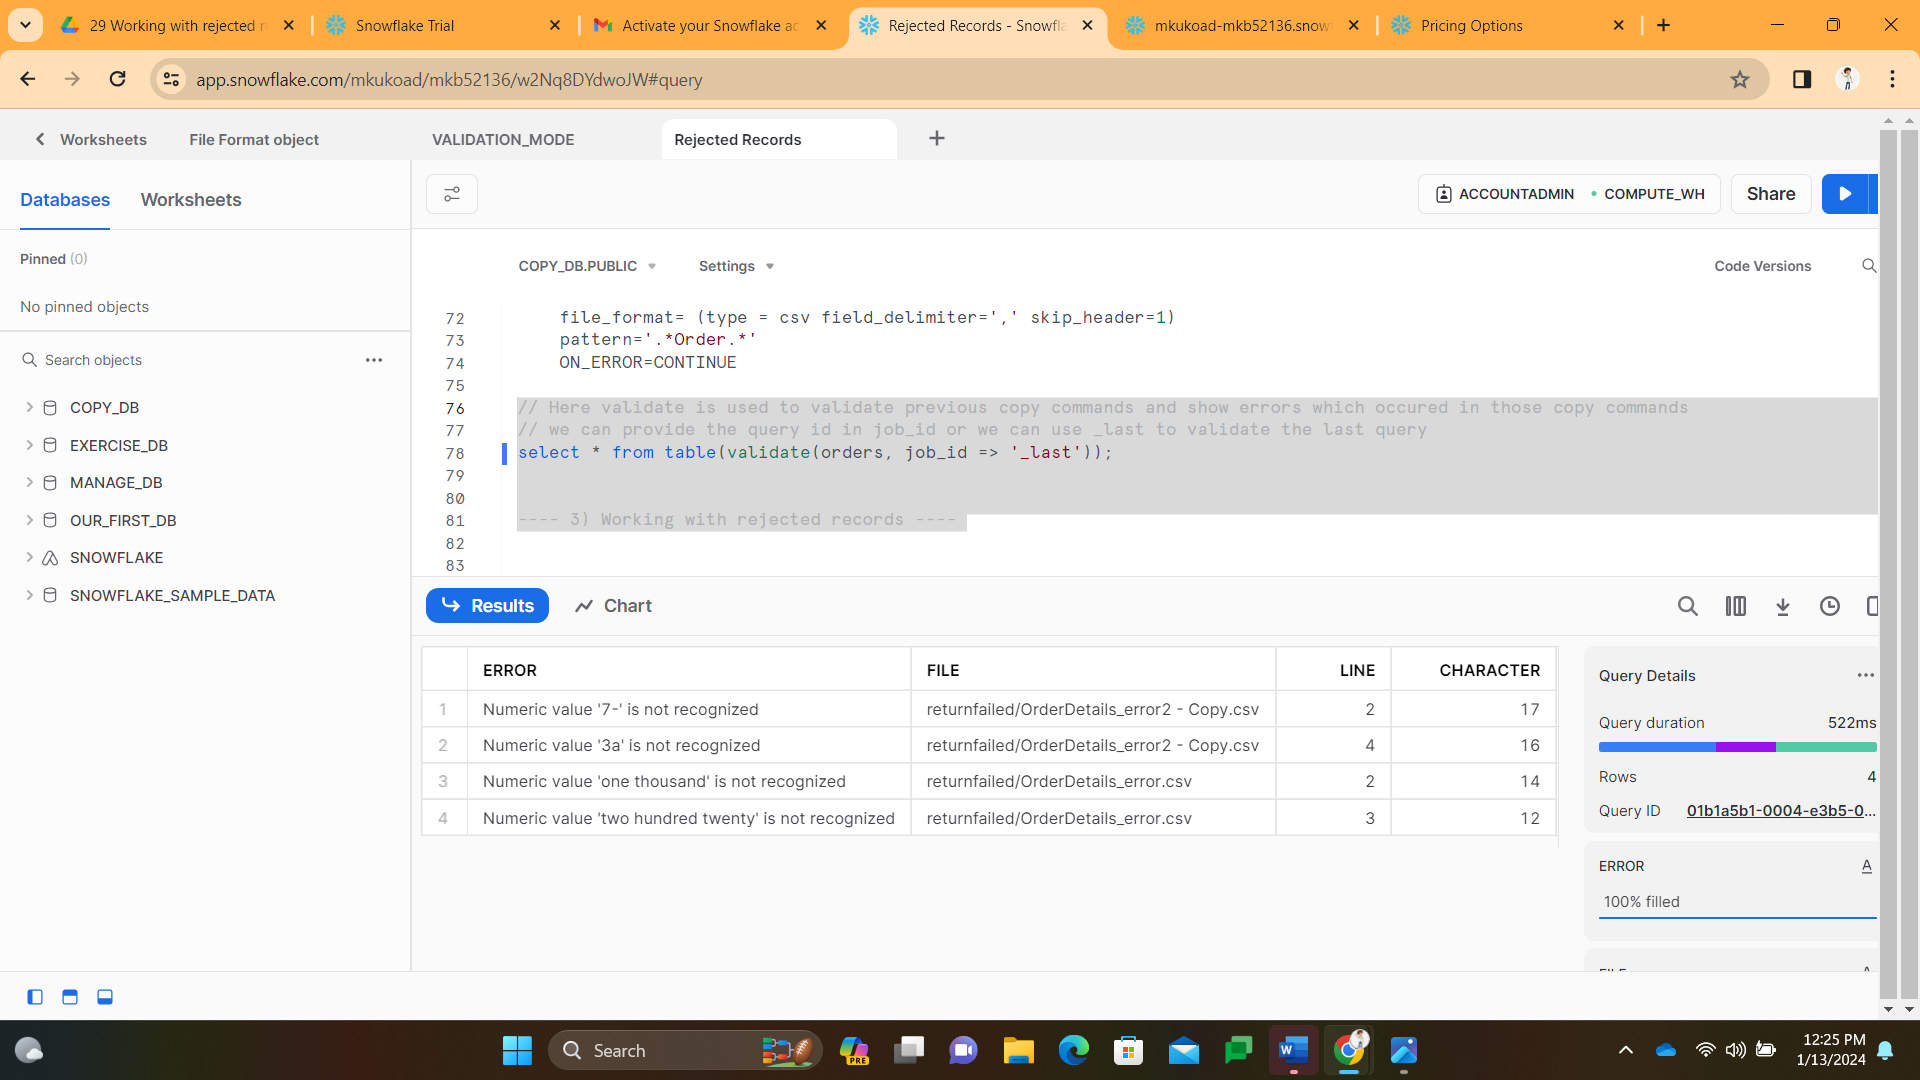 29 Working with rejected r
Snowflake Trial
Activate your Snowflake ac
Rejected Records - Snowfla
mkukoad-mkb52136.snowf
Pricing Options
app.snowflake.com/mkukoad/mkb52136/w2Nq8DYdwoJW#query
Worksheets
File Format object
VALIDATION_MODE
Rejected Records
Databases
Worksheets
ACCOUNTADMIN
COMPUTE_WH
Share
Pinned (0)
No pinned objects
Search objects
COPY_DB
EXERCISE_DB
MANAGE_DB
OUR_FIRST_DB
SNOWFLAKE
SNOWFLAKE_SAMPLE_DATA
COPY_DB.PUBLIC
Settings
Code Versions
72 file_format= (type = csv field_delimiter=',' skip_header=1)
73 pattern='.*Order.*'
74 ON_ERROR=CONTINUE
75
76 // Here validate is used to validate previous copy commands and show errors which occured in those copy commands
77 // we can provide the query id in job_id or we can use _last to validate the last query
78 select * from table(validate(orders, job_id => '_last'));
79
80
81 ---- 3) Working with rejected records ----
82
83
Results
Chart
ERROR FILE LINE CHARACTER
1 Numeric value '7-' is not recognized returnfailed/OrderDetails_error2 - Copy.csv 2 17
2 Numeric value '3a' is not recognized returnfailed/OrderDetails_error2 - Copy.csv 4 16
3 Numeric value 'one thousand' is not recognized returnfailed/OrderDetails_error.csv 2 14
4 Numeric value 'two hundred twenty' is not recognized returnfailed/OrderDetails_error.csv 3 12
Query Details
Query duration 522ms
Rows 4
Query ID 01b1a5b1-0004-e3b5-0...
ERROR A
100% filled
Search
PRE
12:25 PM
1/13/2024